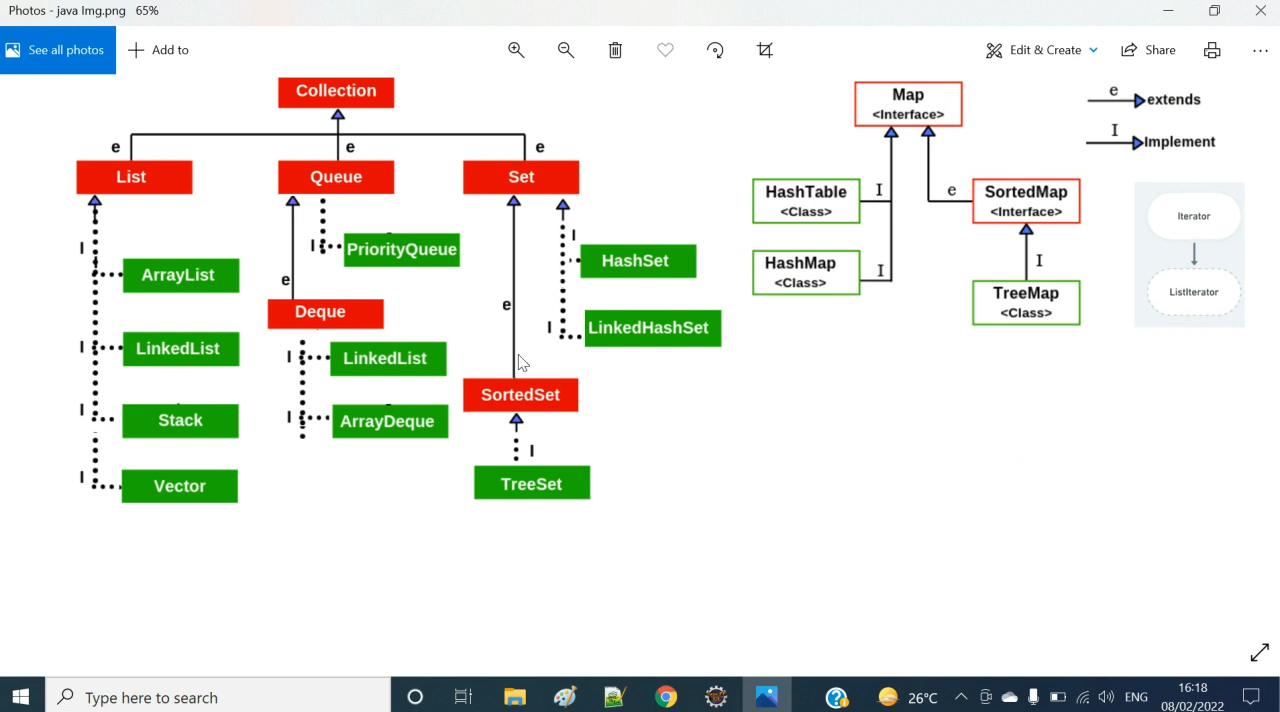 Photos - java Img.png 65%
See all photos
Add to
Edit & Create
Share
Collection
e e e
List Queue Set
I
ArrayList
I
LinkedList
I
Stack
I
Vector
I
PriorityQueue
e
Deque
I
LinkedList
I
ArrayDeque
e
SortedSet
I
TreeSet
I
HashSet
I
LinkedHashSet
Map
<Interface>
HashTable
<Class>
I
HashMap
<Class>
I
e
SortedMap
<Interface>
I
TreeMap
<Class>
e
extends
I
Implement
Iterator
ListIterator
Type here to search
26°C
ENG
16:18
08/02/2022